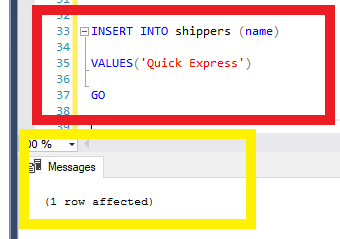 32
33 INSERT INTO shippers (name)
34
35 VALUES('Quick Express')
36
37 GO
38
39
00 %
Messages
(1 row affected)